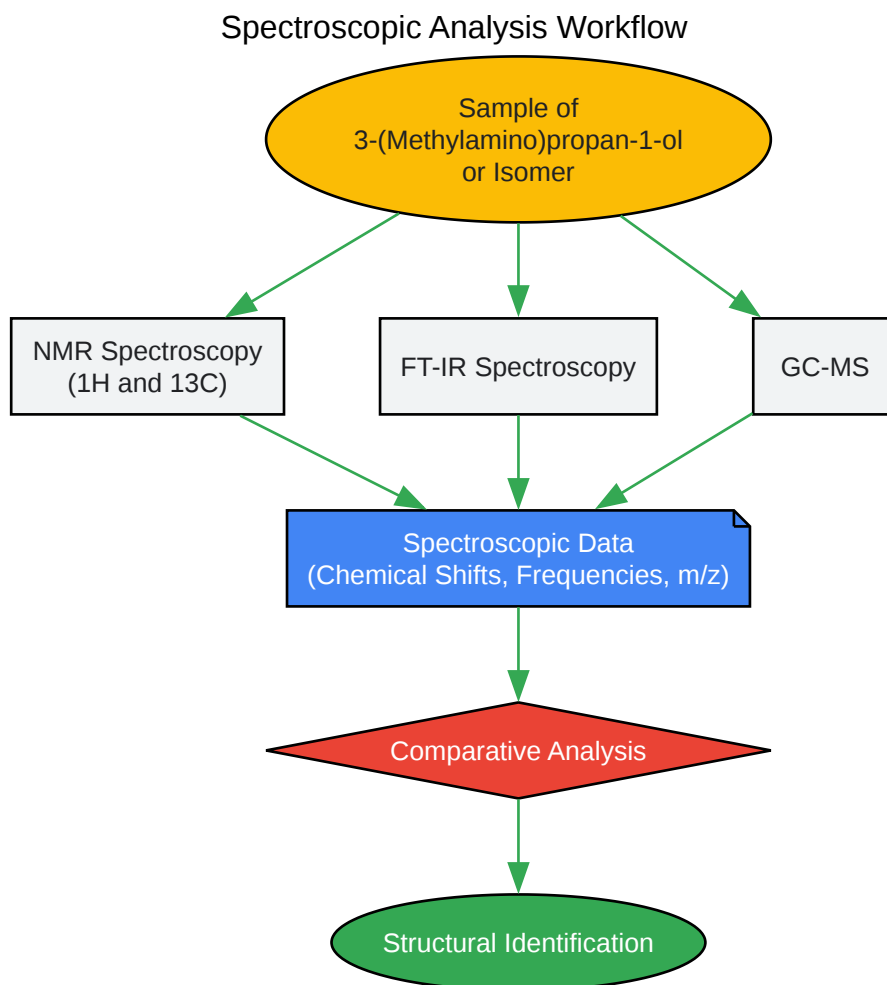 Spectroscopic Analysis Workflow
Sample of
3-(Methylamino)propan-1-ol
or Isomer
NMR Spectroscopy
(1H and 13C)
FT-IR Spectroscopy
GC-MS
Spectroscopic Data
(Chemical Shifts, Frequencies, m/z)
Comparative Analysis
Structural Identification